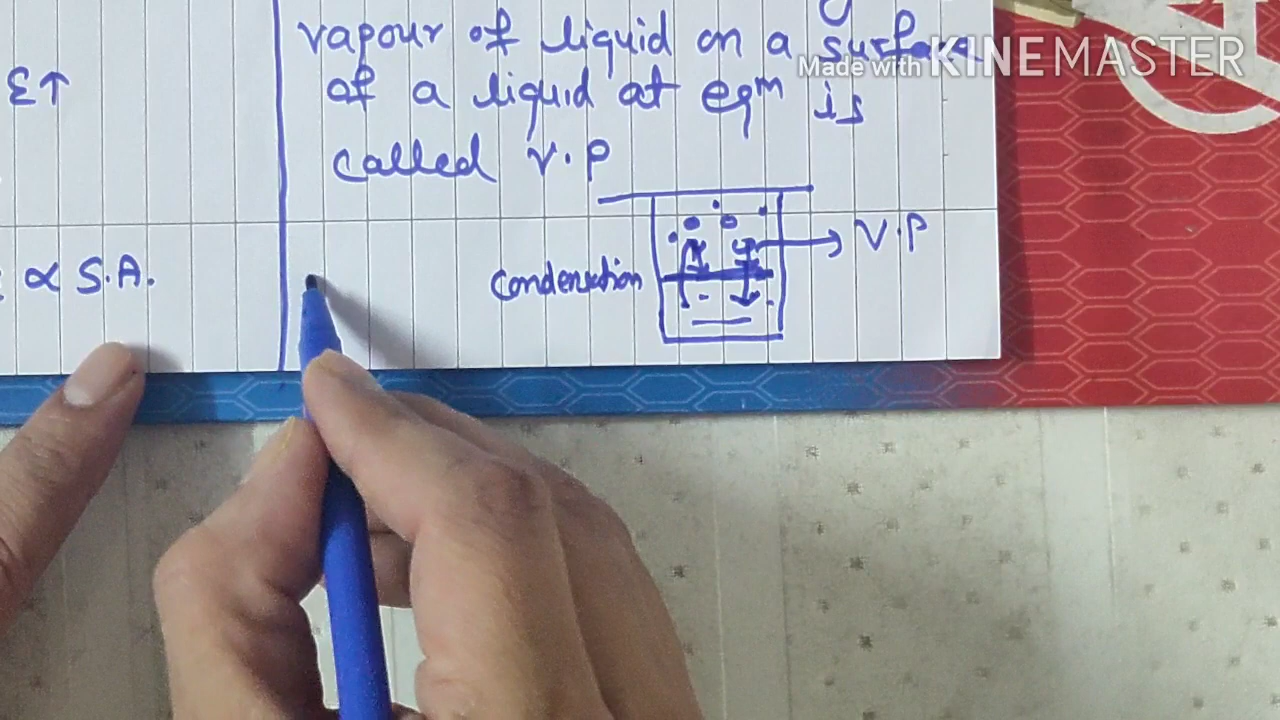 vapour of liquid on a surface
Made with KINEMASTER
E↑
of a liquid at eqm is
called V.P
V.P
∝ S.A.
Condensation